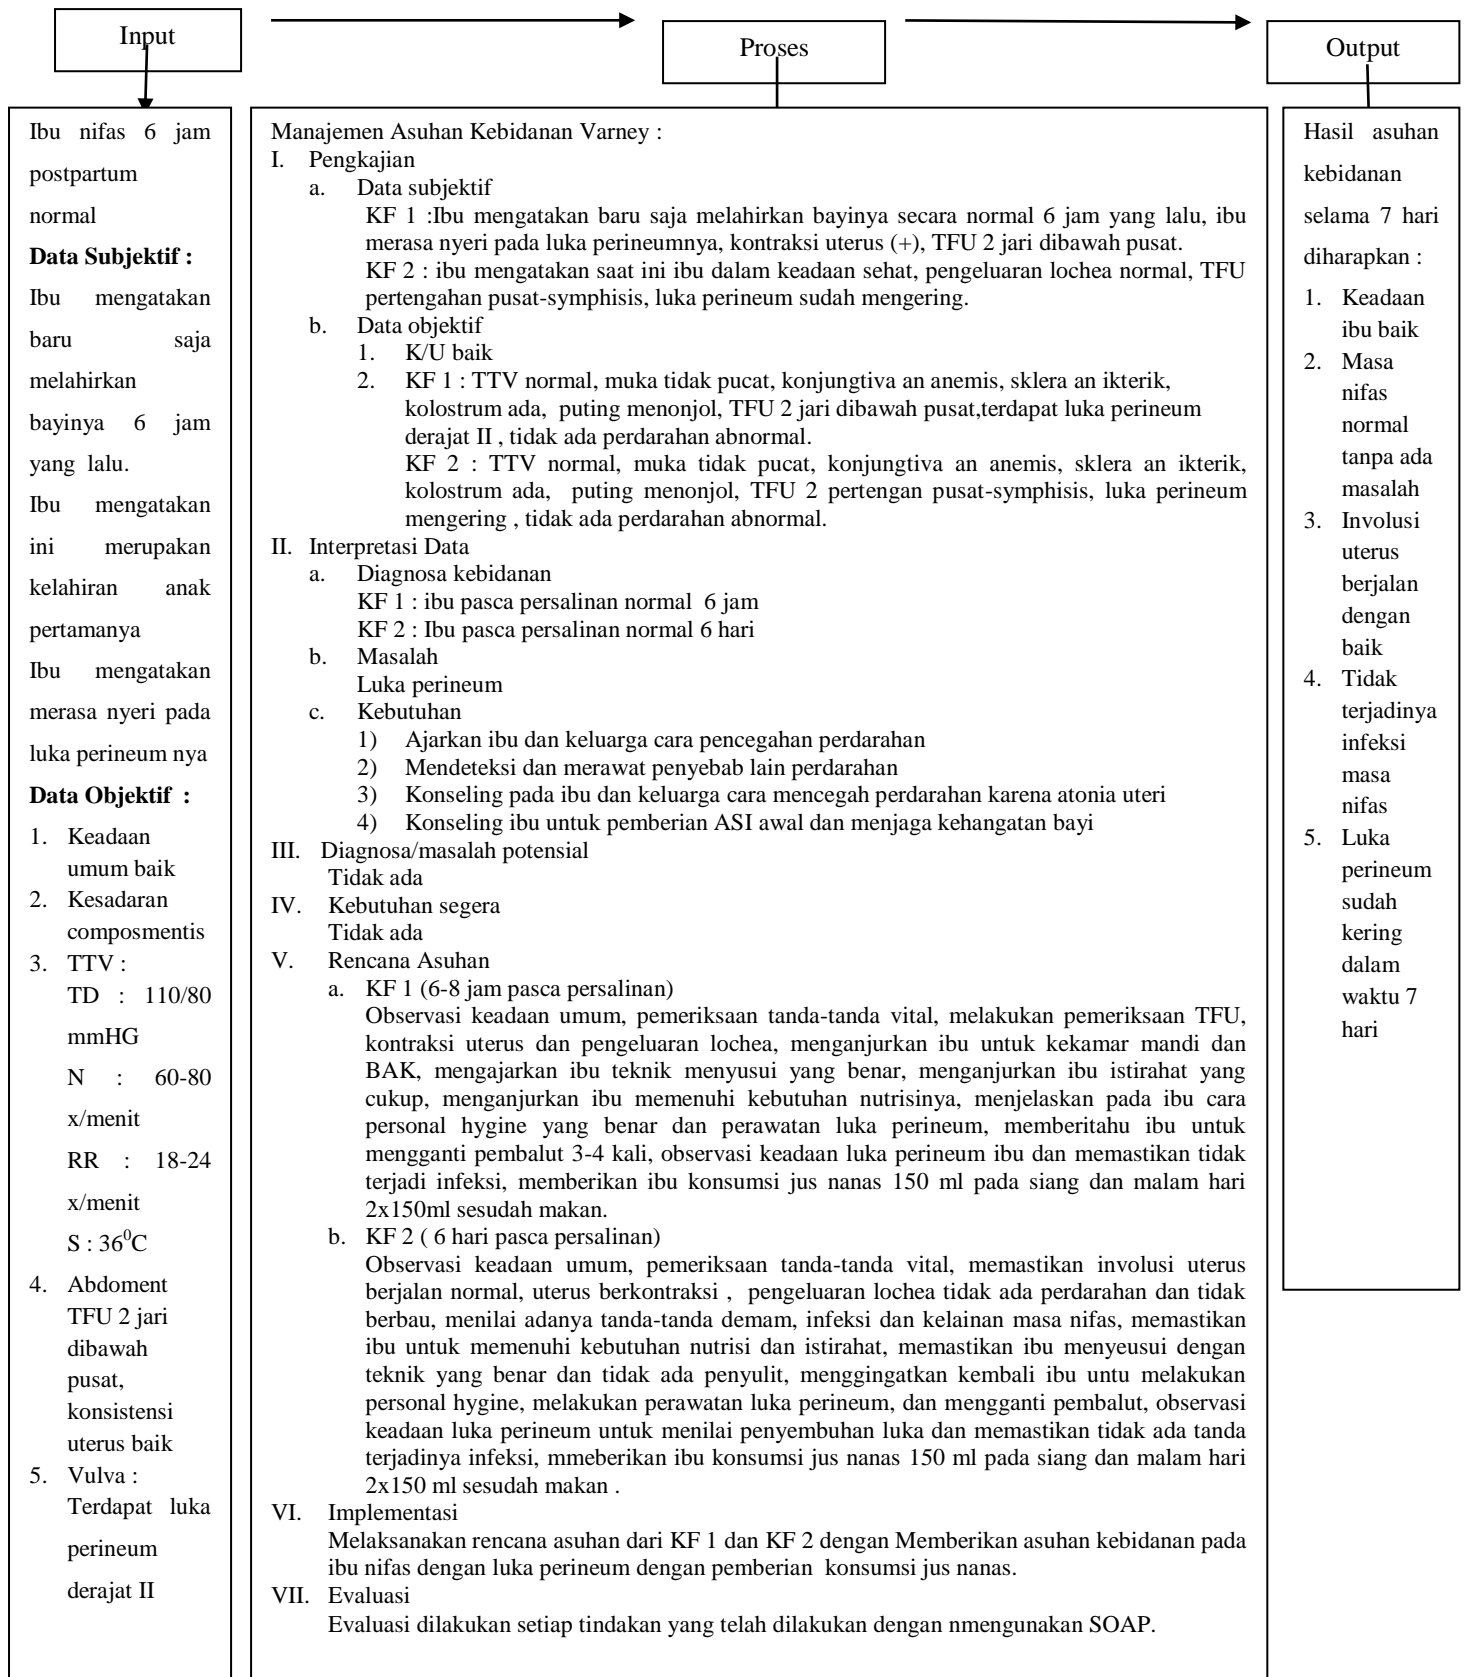 Input
Proses
Output
Ibu nifas 6 jam
postpartum
normal
Data Subjektif :
Ibu mengatakan
baru saja
melahirkan
bayinya 6 jam
yang lalu.
Ibu mengatakan
ini merupakan
kelahiran anak
pertamanya
Ibu mengatakan
merasa nyeri pada
luka perineum nya
Data Objektif :
1. Keadaan
umum baik
2. Kesadaran
composmentis
3. TTV :
TD : 110/80
mmHG
N : 60-80
x/menit
RR : 18-24
x/menit
S : 36⁰C
4. Abdoment
TFU 2 jari
dibawah
pusat,
konsistensi
uterus baik
5. Vulva :
Terdapat luka
perineum
derajat II
Manajemen Asuhan Kebidanan Varney :
I. Pengkajian
a. Data subjektif
KF 1 :Ibu mengatakan baru saja melahirkan bayinya secara normal 6 jam yang lalu, ibu
merasa nyeri pada luka perineumnya, kontraksi uterus (+), TFU 2 jari dibawah pusat.
KF 2 : ibu mengatakan saat ini ibu dalam keadaan sehat, pengeluaran lochea normal, TFU
pertengahan pusat-symphisis, luka perineum sudah mengering.
b. Data objektif
1. K/U baik
2. KF 1 : TTV normal, muka tidak pucat, konjungtiva an anemis, sklera an ikterik,
kolostrum ada, puting menonjol, TFU 2 jari dibawah pusat,terdapat luka perineum
derajat II , tidak ada perdarahan abnormal.
KF 2 : TTV normal, muka tidak pucat, konjungtiva an anemis, sklera an ikterik,
kolostrum ada, puting menonjol, TFU 2 pertengan pusat-symphisis, luka perineum
mengering , tidak ada perdarahan abnormal.
II. Interpretasi Data
a. Diagnosa kebidanan
KF 1 : ibu pasca persalinan normal 6 jam
KF 2 : Ibu pasca persalinan normal 6 hari
b. Masalah
Luka perineum
c. Kebutuhan
1) Ajarkan ibu dan keluarga cara pencegahan perdarahan
2) Mendeteksi dan merawat penyebab lain perdarahan
3) Konseling pada ibu dan keluarga cara mencegah perdarahan karena atonia uteri
4) Konseling ibu untuk pemberian ASI awal dan menjaga kehangatan bayi
III. Diagnosa/masalah potensial
Tidak ada
IV. Kebutuhan segera
Tidak ada
V. Rencana Asuhan
a. KF 1 (6-8 jam pasca persalinan)
Observasi keadaan umum, pemeriksaan tanda-tanda vital, melakukan pemeriksaan TFU,
kontraksi uterus dan pengeluaran lochea, menganjurkan ibu untuk kekamar mandi dan
BAK, mengajarkan ibu teknik menyusui yang benar, menganjurkan ibu istirahat yang
cukup, menganjurkan ibu memenuhi kebutuhan nutrisinya, menjelaskan pada ibu cara
personal hygine yang benar dan perawatan luka perineum, memberitahu ibu untuk
mengganti pembalut 3-4 kali, observasi keadaan luka perineum ibu dan memastikan tidak
terjadi infeksi, memberikan ibu konsumsi jus nanas 150 ml pada siang dan malam hari
2x150ml sesudah makan.
b. KF 2 ( 6 hari pasca persalinan)
Observasi keadaan umum, pemeriksaan tanda-tanda vital, memastikan involusi uterus
berjalan normal, uterus berkontraksi , pengeluaran lochea tidak ada perdarahan dan tidak
berbau, menilai adanya tanda-tanda demam, infeksi dan kelainan masa nifas, memastikan
ibu untuk memenuhi kebutuhan nutrisi dan istirahat, memastikan ibu menyeusui dengan
teknik yang benar dan tidak ada penyulit, menggingatkan kembali ibu untu melakukan
personal hygine, melakukan perawatan luka perineum, dan mengganti pembalut, observasi
keadaan luka perineum untuk menilai penyembuhan luka dan memastikan tidak ada tanda
terjadinya infeksi, mmeberikan ibu konsumsi jus nanas 150 ml pada siang dan malam hari
2x150 ml sesudah makan .
VI. Implementasi
Melaksanakan rencana asuhan dari KF 1 dan KF 2 dengan Memberikan asuhan kebidanan pada
ibu nifas dengan luka perineum dengan pemberian konsumsi jus nanas.
VII. Evaluasi
Evaluasi dilakukan setiap tindakan yang telah dilakukan dengan nmengunakan SOAP.
Hasil asuhan
kebidanan
selama 7 hari
diharapkan :
1. Keadaan
ibu baik
2. Masa
nifas
normal
tanpa ada
masalah
3. Involusi
uterus
berjalan
dengan
baik
4. Tidak
terjadinya
infeksi
masa
nifas
5. Luka
perineum
sudah
kering
dalam
waktu 7
hari